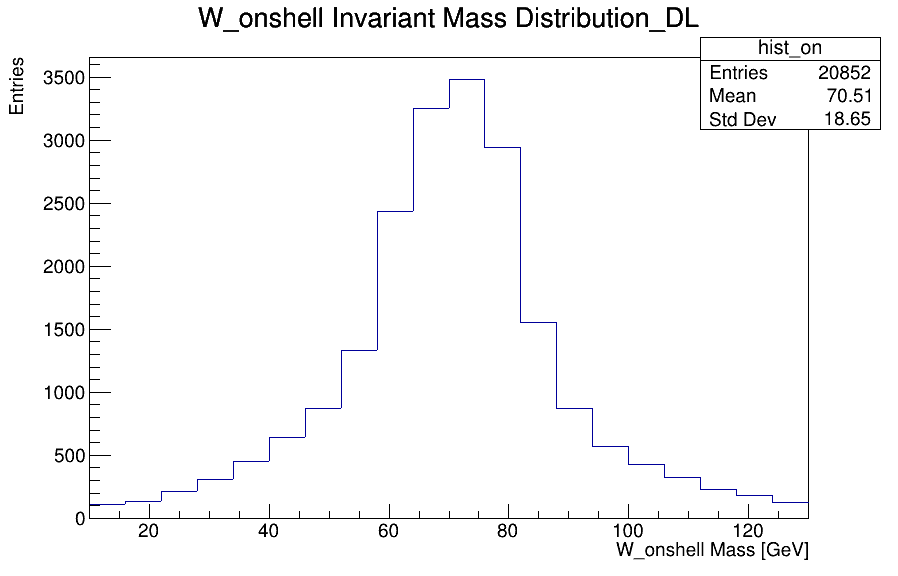 W_onshell Invariant Mass Distribution_DL
hist_on
Entries 20852
Mean 70.51
Std Dev 18.65
Entries
3500
3000
2500
2000
1500
1000
500
0
20 40 60 80 100 120
W_onshell Mass [GeV]